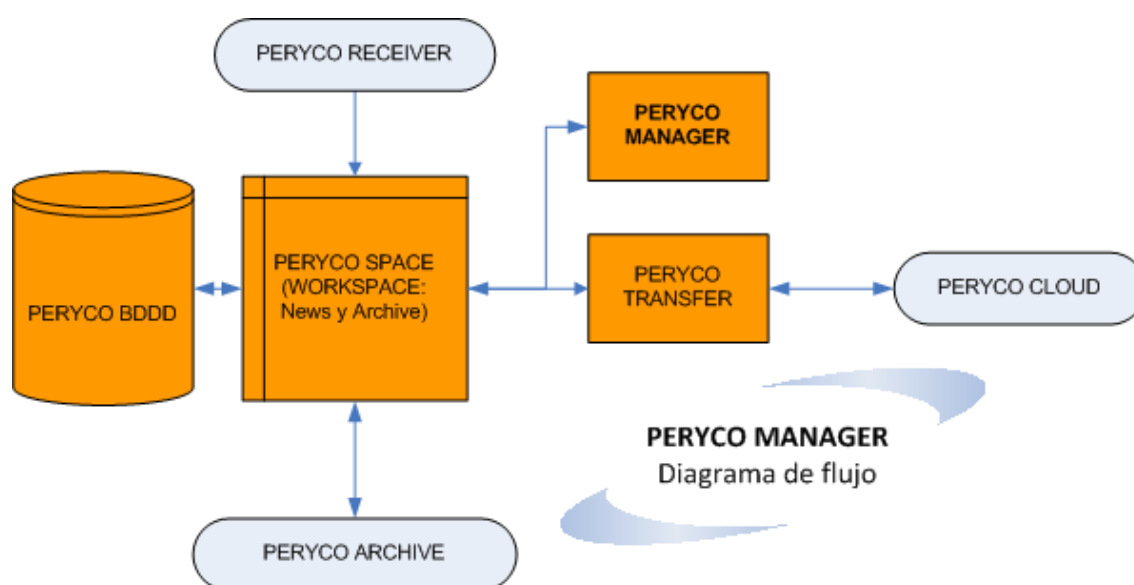 PERYCO RECEIVER
PERYCO
MANAGER
PERYCO BDDD
PERYCO SPACE
(WORKSPACE:
News y Archive)
PERYCO
TRANSFER
PERYCO CLOUD
PERYCO MANAGER
Diagrama de flujo
PERYCO ARCHIVE